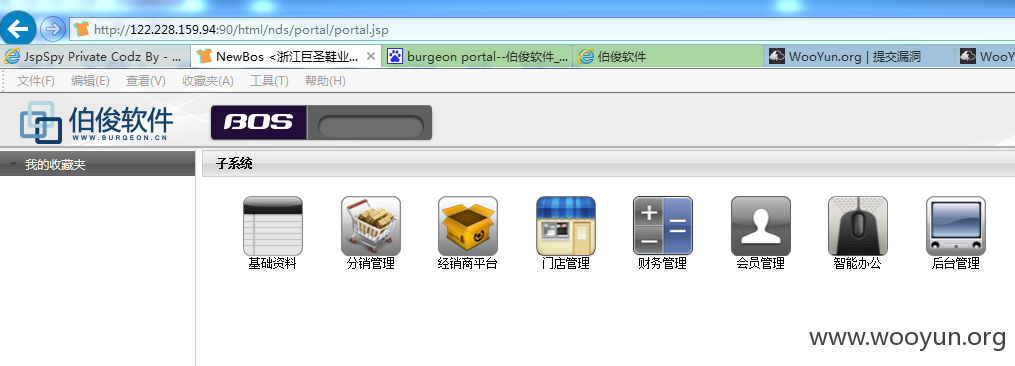 http://122.228.159.94:90/html/nds/portal/portal.jsp
JspSpy Private Codz By - ... NewBos <浙江巨圣鞋业... burgeon portal--伯俊软件_... 伯俊软件 WooYun.org | 提交漏洞 WooY
文件(F) 编辑(E) 查看(V) 收藏夹(A) 工具(T) 帮助(H)
伯俊软件 BOS
WWW.BURGEON.CN
我的收藏夹 子系统
基础资料 分销管理 经销商平台 门店管理 财务管理 会员管理 智能办公 后台管理
www.wooyun.org